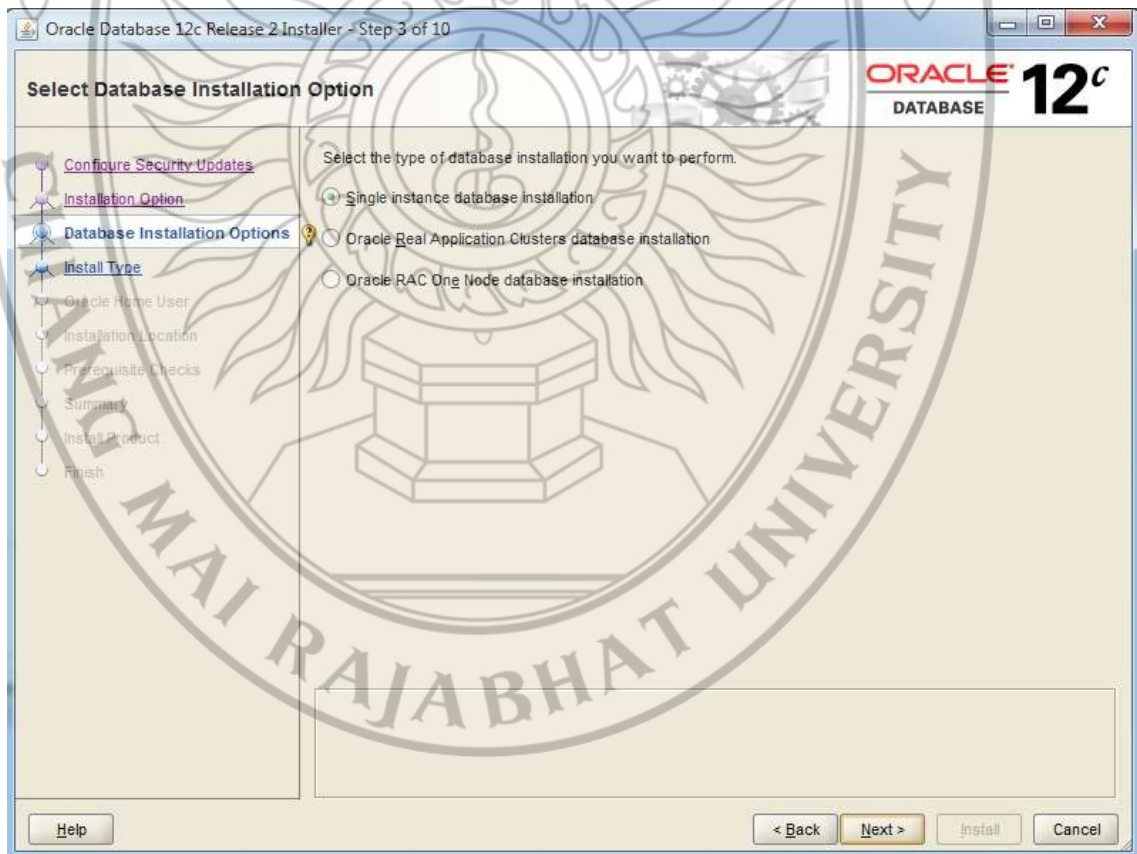 Oracle Database 12c Release 2 Installer - Step 3 of 10
Select Database Installation Option
ORACLE DATABASE 12c
Configure Security Updates
Installation Option
Database Installation Options
Install Type
Oracle Home User
Installation Location
Prerequisite Checks
Summary
Install Product
Finish
Select the type of database installation you want to perform.
Single instance database installation
Oracle Real Application Clusters database installation
Oracle RAC One Node database installation
Help
< Back
Next >
Install
Cancel
CHIANG MAI RAJABHAT UNIVERSITY